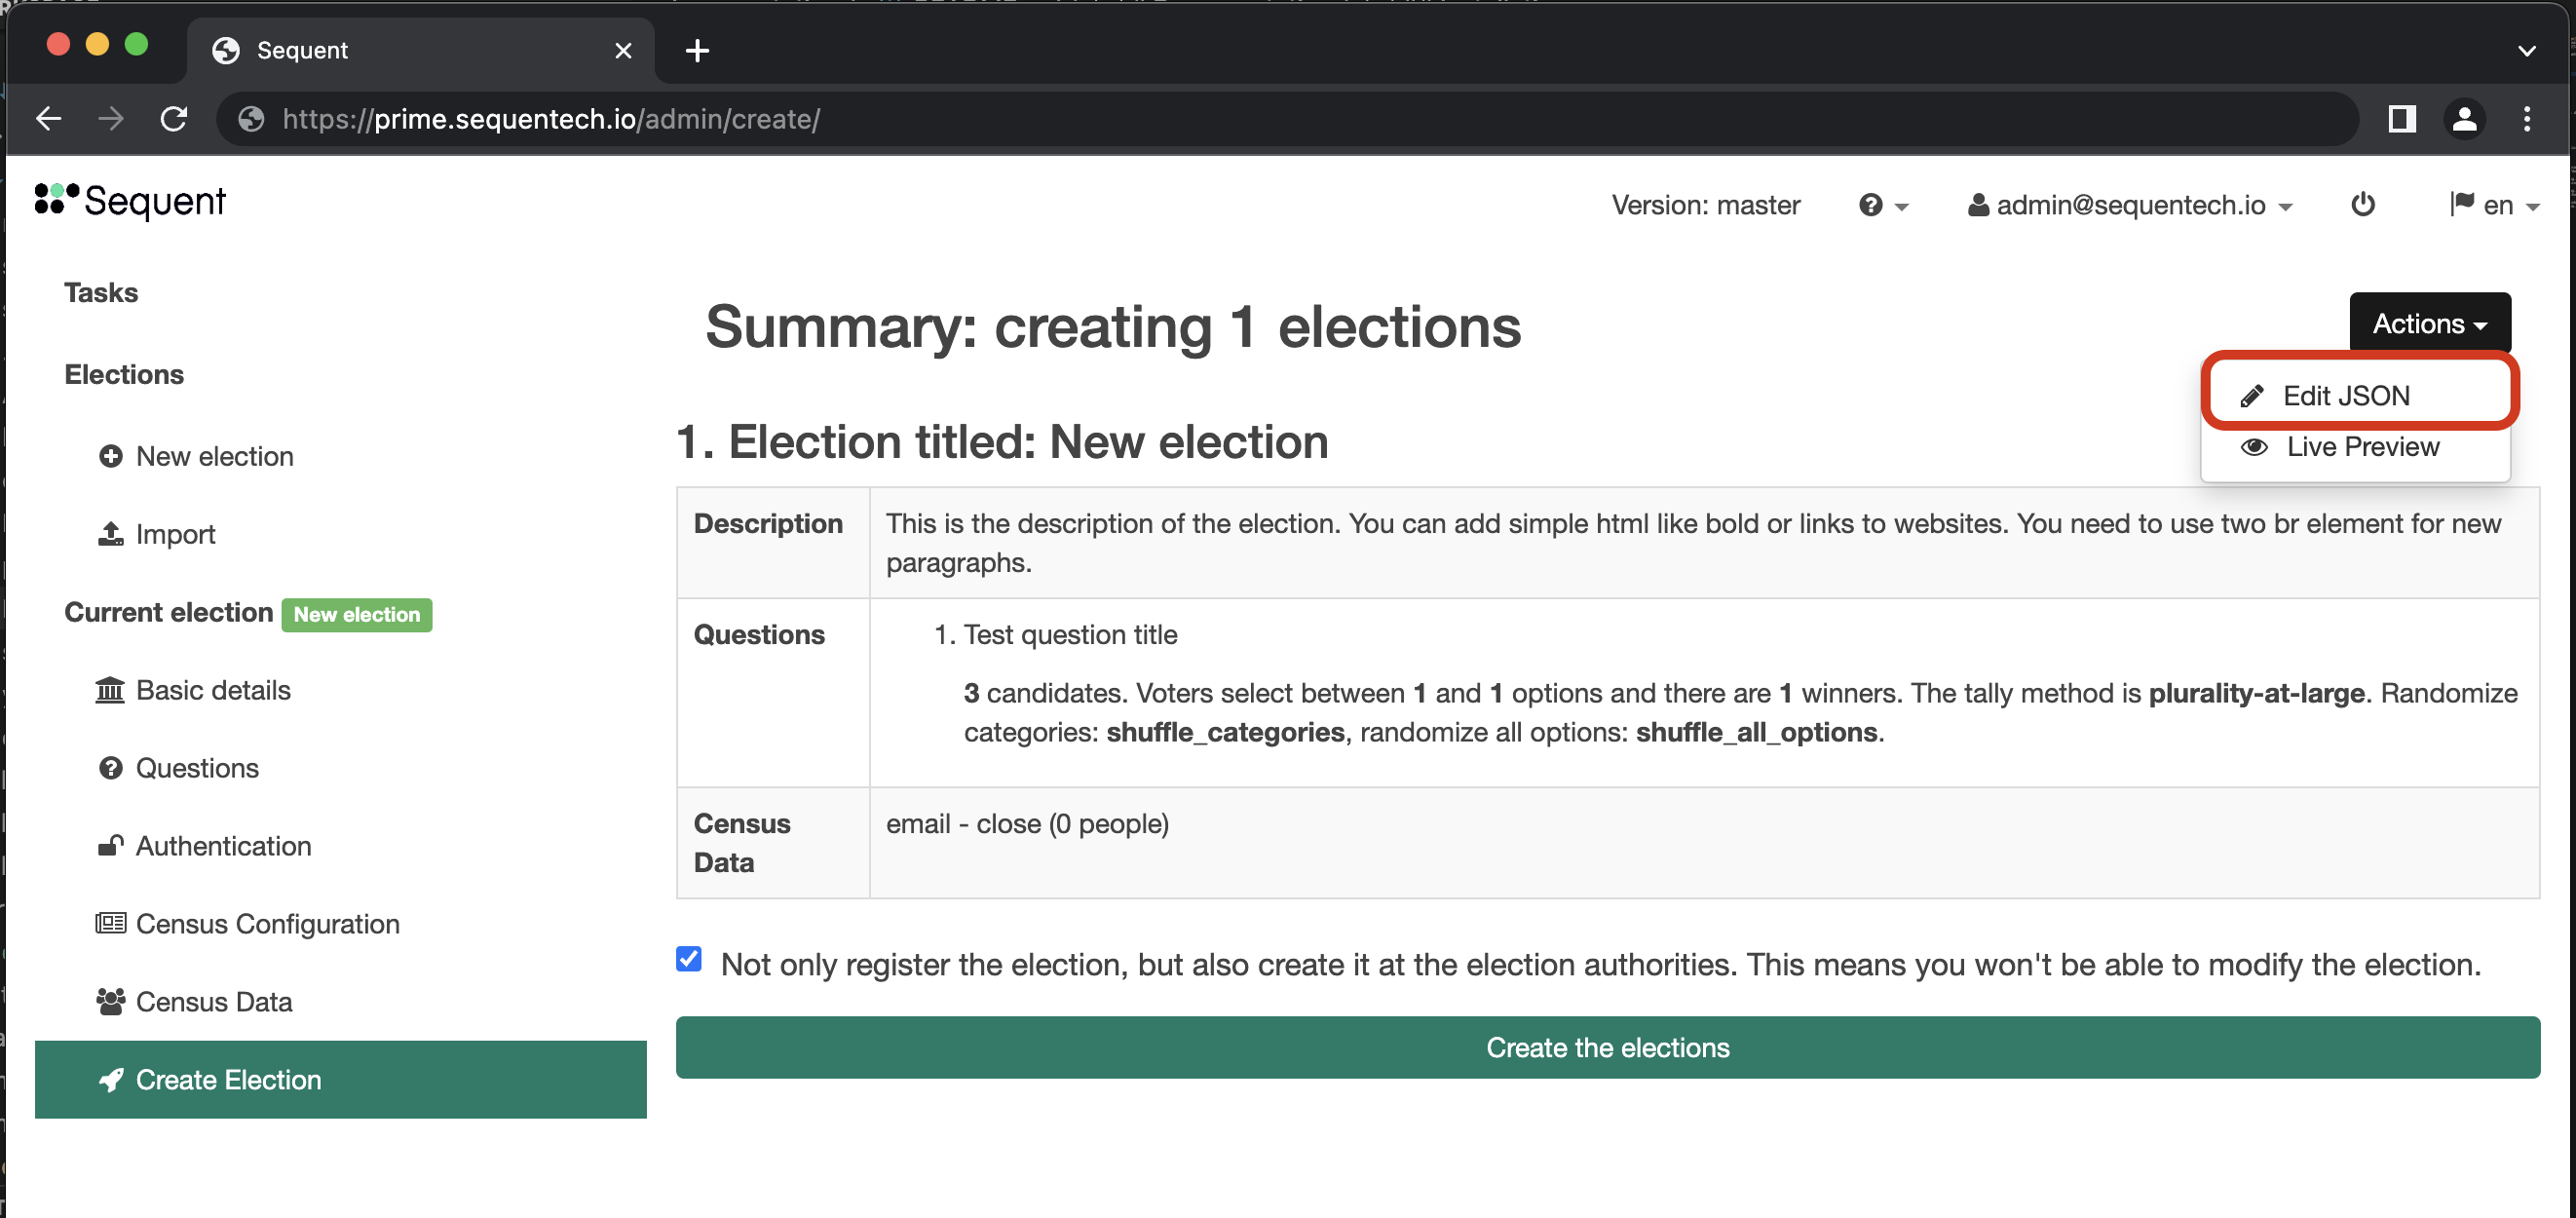 Sequent
https://prime.sequentech.io/admin/create/
Sequent
Version: master
admin@sequentech.io
en
Tasks
Elections
New election
Import
Current election New election
Basic details
Questions
Authentication
Census Configuration
Census Data
Create Election
Summary: creating 1 elections
Actions
Edit JSON
Live Preview
1. Election titled: New election
Description
This is the description of the election. You can add simple html like bold or links to websites. You need to use two br element for new
paragraphs.
Questions
1. Test question title
3 candidates. Voters select between 1 and 1 options and there are 1 winners. The tally method is plurality-at-large. Randomize
categories: shuffle_categories, randomize all options: shuffle_all_options.
Census
Data
email - close (0 people)
Not only register the election, but also create it at the election authorities. This means you won't be able to modify the election.
Create the elections